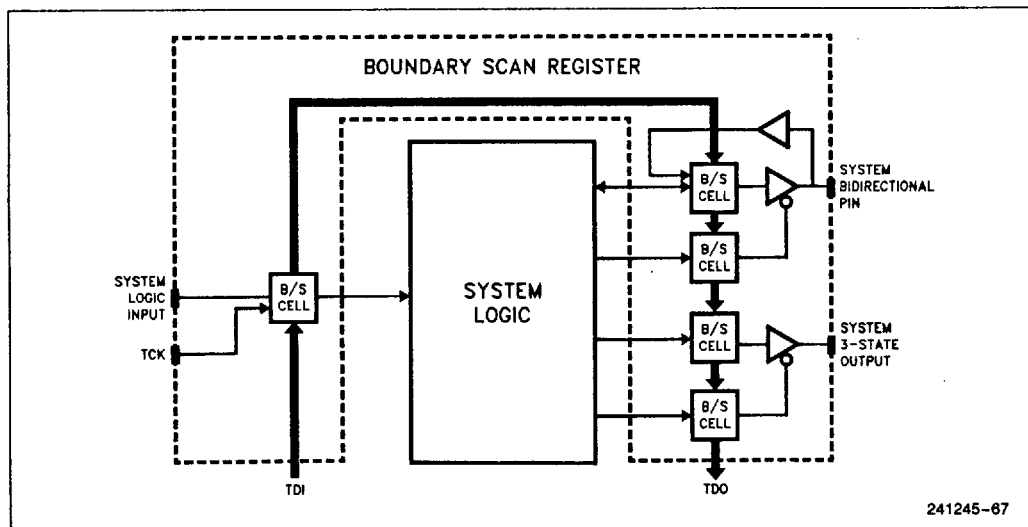 BOUNDARY SCAN REGISTER
B/S
CELL
SYSTEM
BIDIRECTIONAL
PIN
B/S
CELL
SYSTEM
LOGIC
INPUT
B/S
CELL
SYSTEM
LOGIC
B/S
CELL
SYSTEM
3-STATE
OUTPUT
TCK
B/S
CELL
TDI
TDO
241245-67